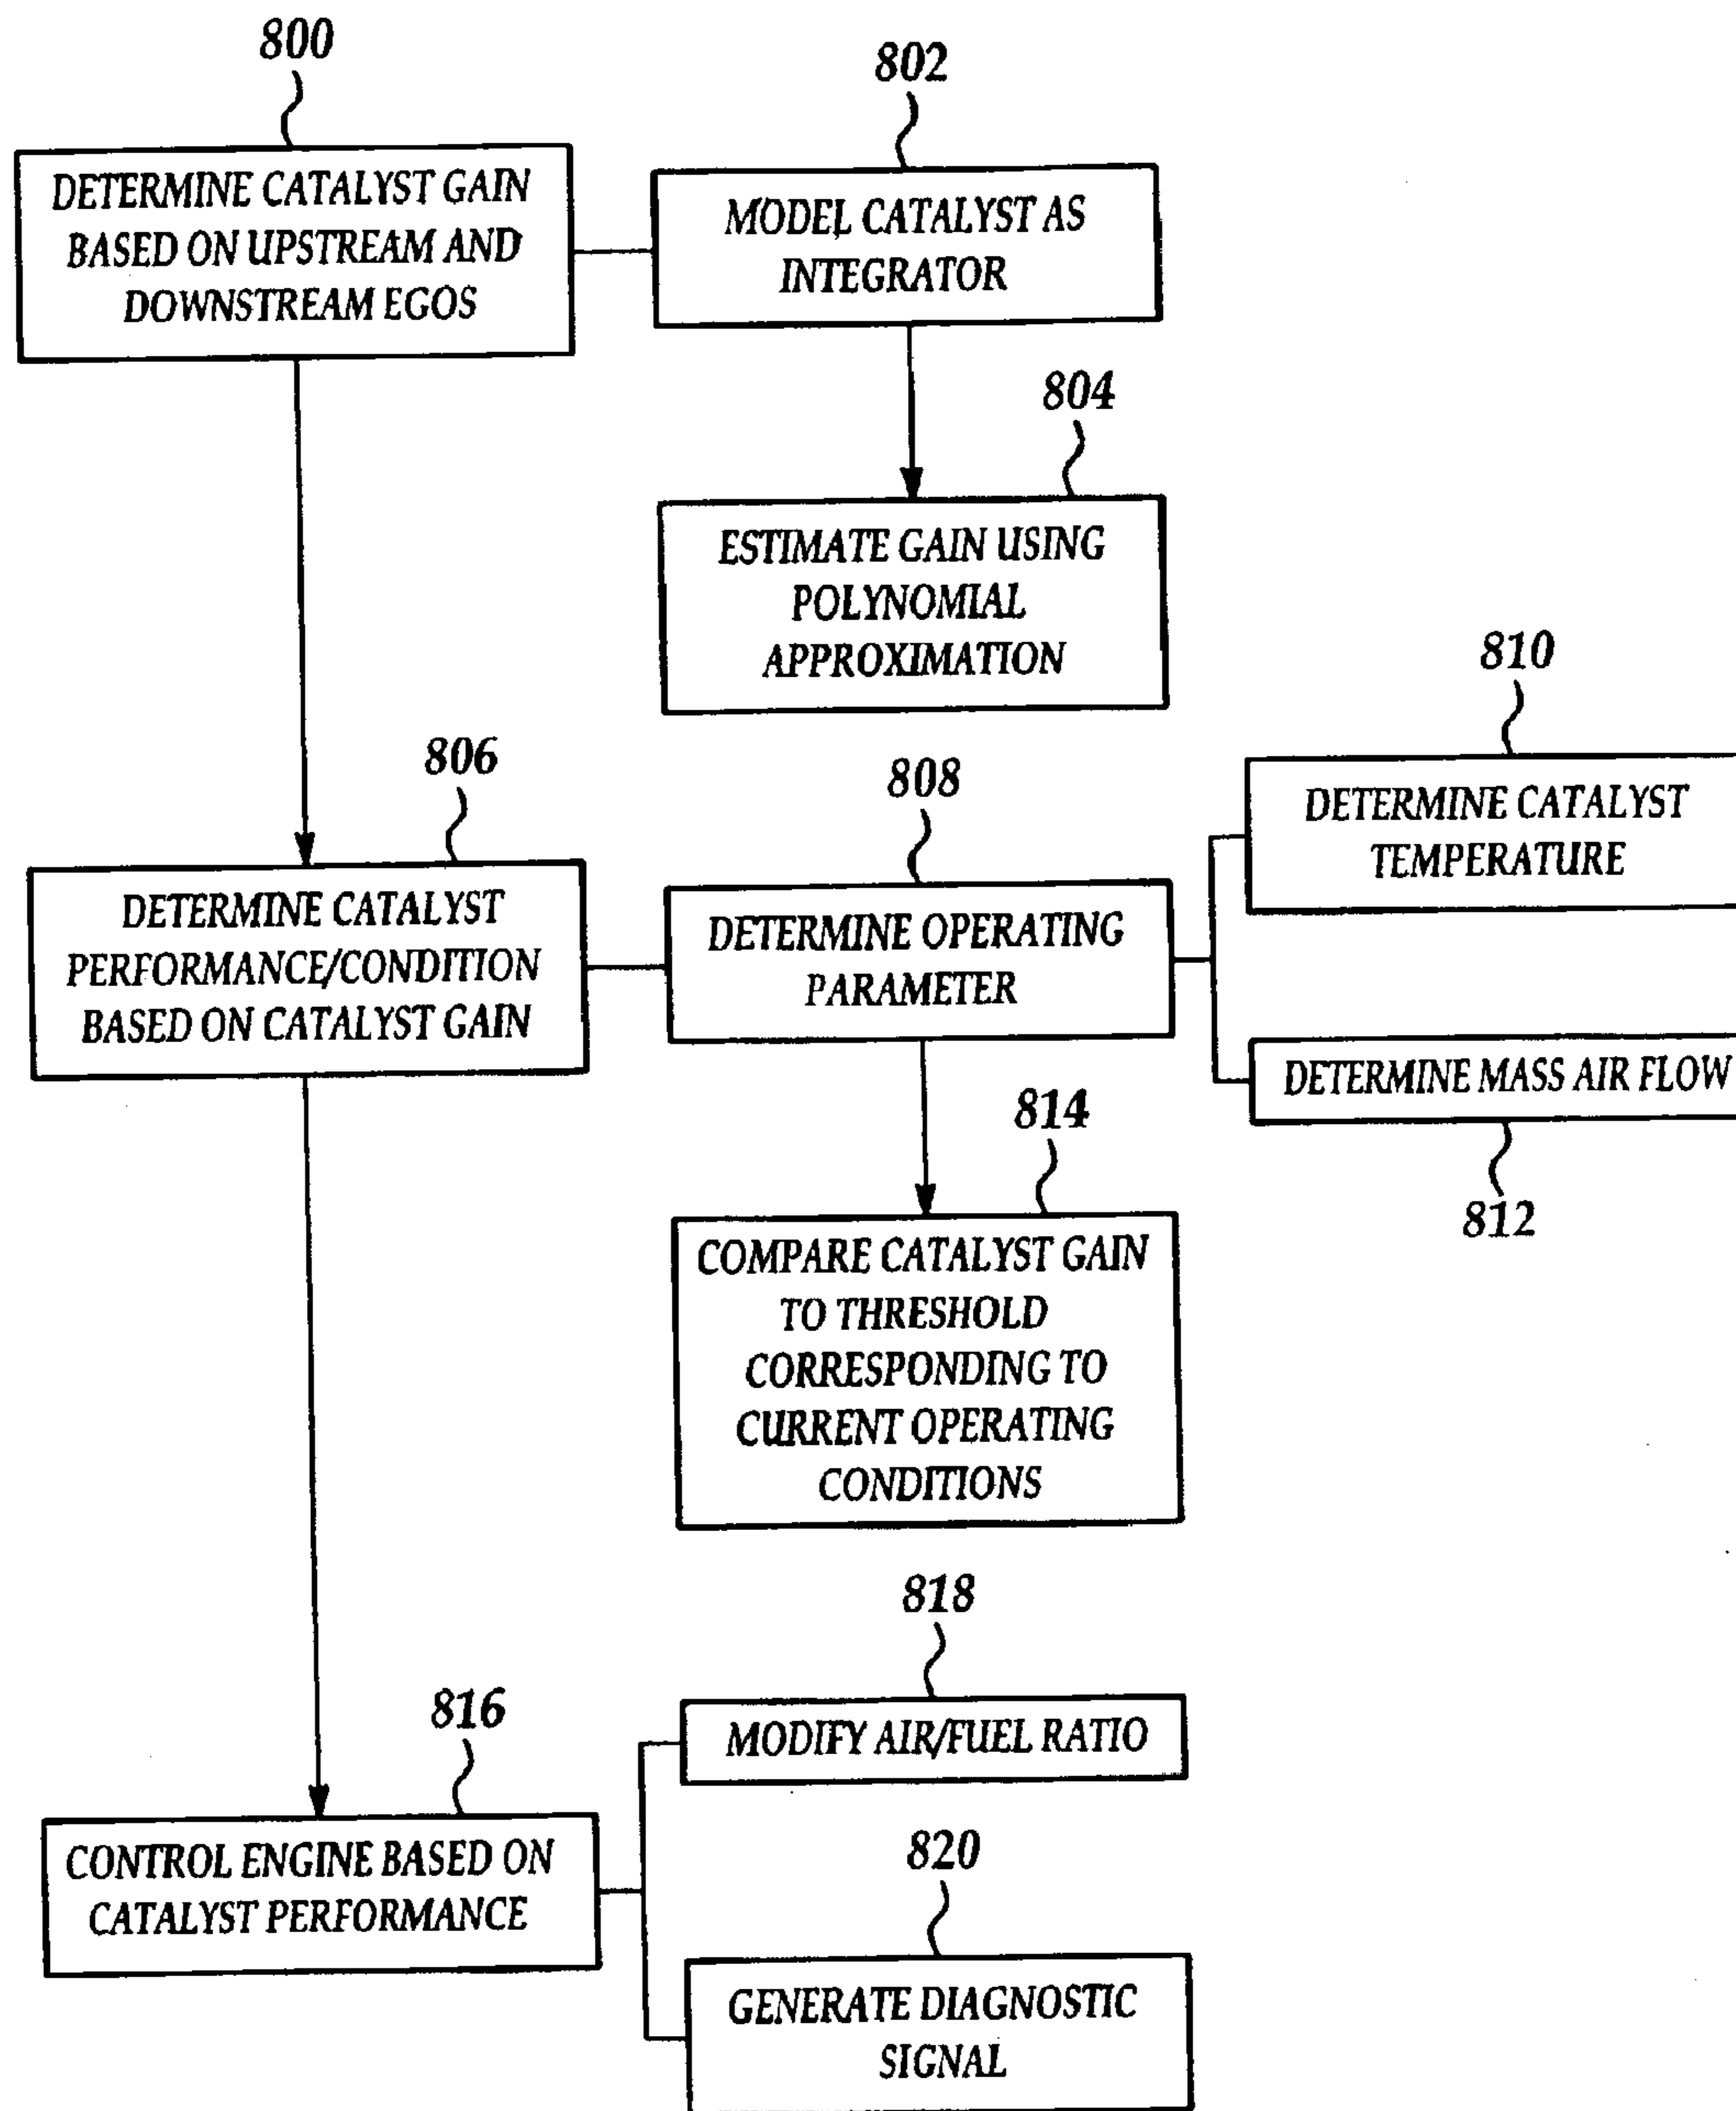 800
802
DETERMINE CATALYST GAIN
BASED ON UPSTREAM AND
DOWNSTREAM EGOS
MODEL CATALYST AS
INTEGRATOR
804
ESTIMATE GAIN USING
POLYNOMIAL
APPROXIMATION
806
808
810
DETERMINE CATALYST
PERFORMANCE/CONDITION
BASED ON CATALYST GAIN
DETERMINE OPERATING
PARAMETER
DETERMINE CATALYST
TEMPERATURE
DETERMINE MASS AIR FLOW
812
814
COMPARE CATALYST GAIN
TO THRESHOLD
CORRESPONDING TO
CURRENT OPERATING
CONDITIONS
816
818
CONTROL ENGINE BASED ON
CATALYST PERFORMANCE
MODIFY AIR/FUEL RATIO
820
GENERATE DIAGNOSTIC
SIGNAL